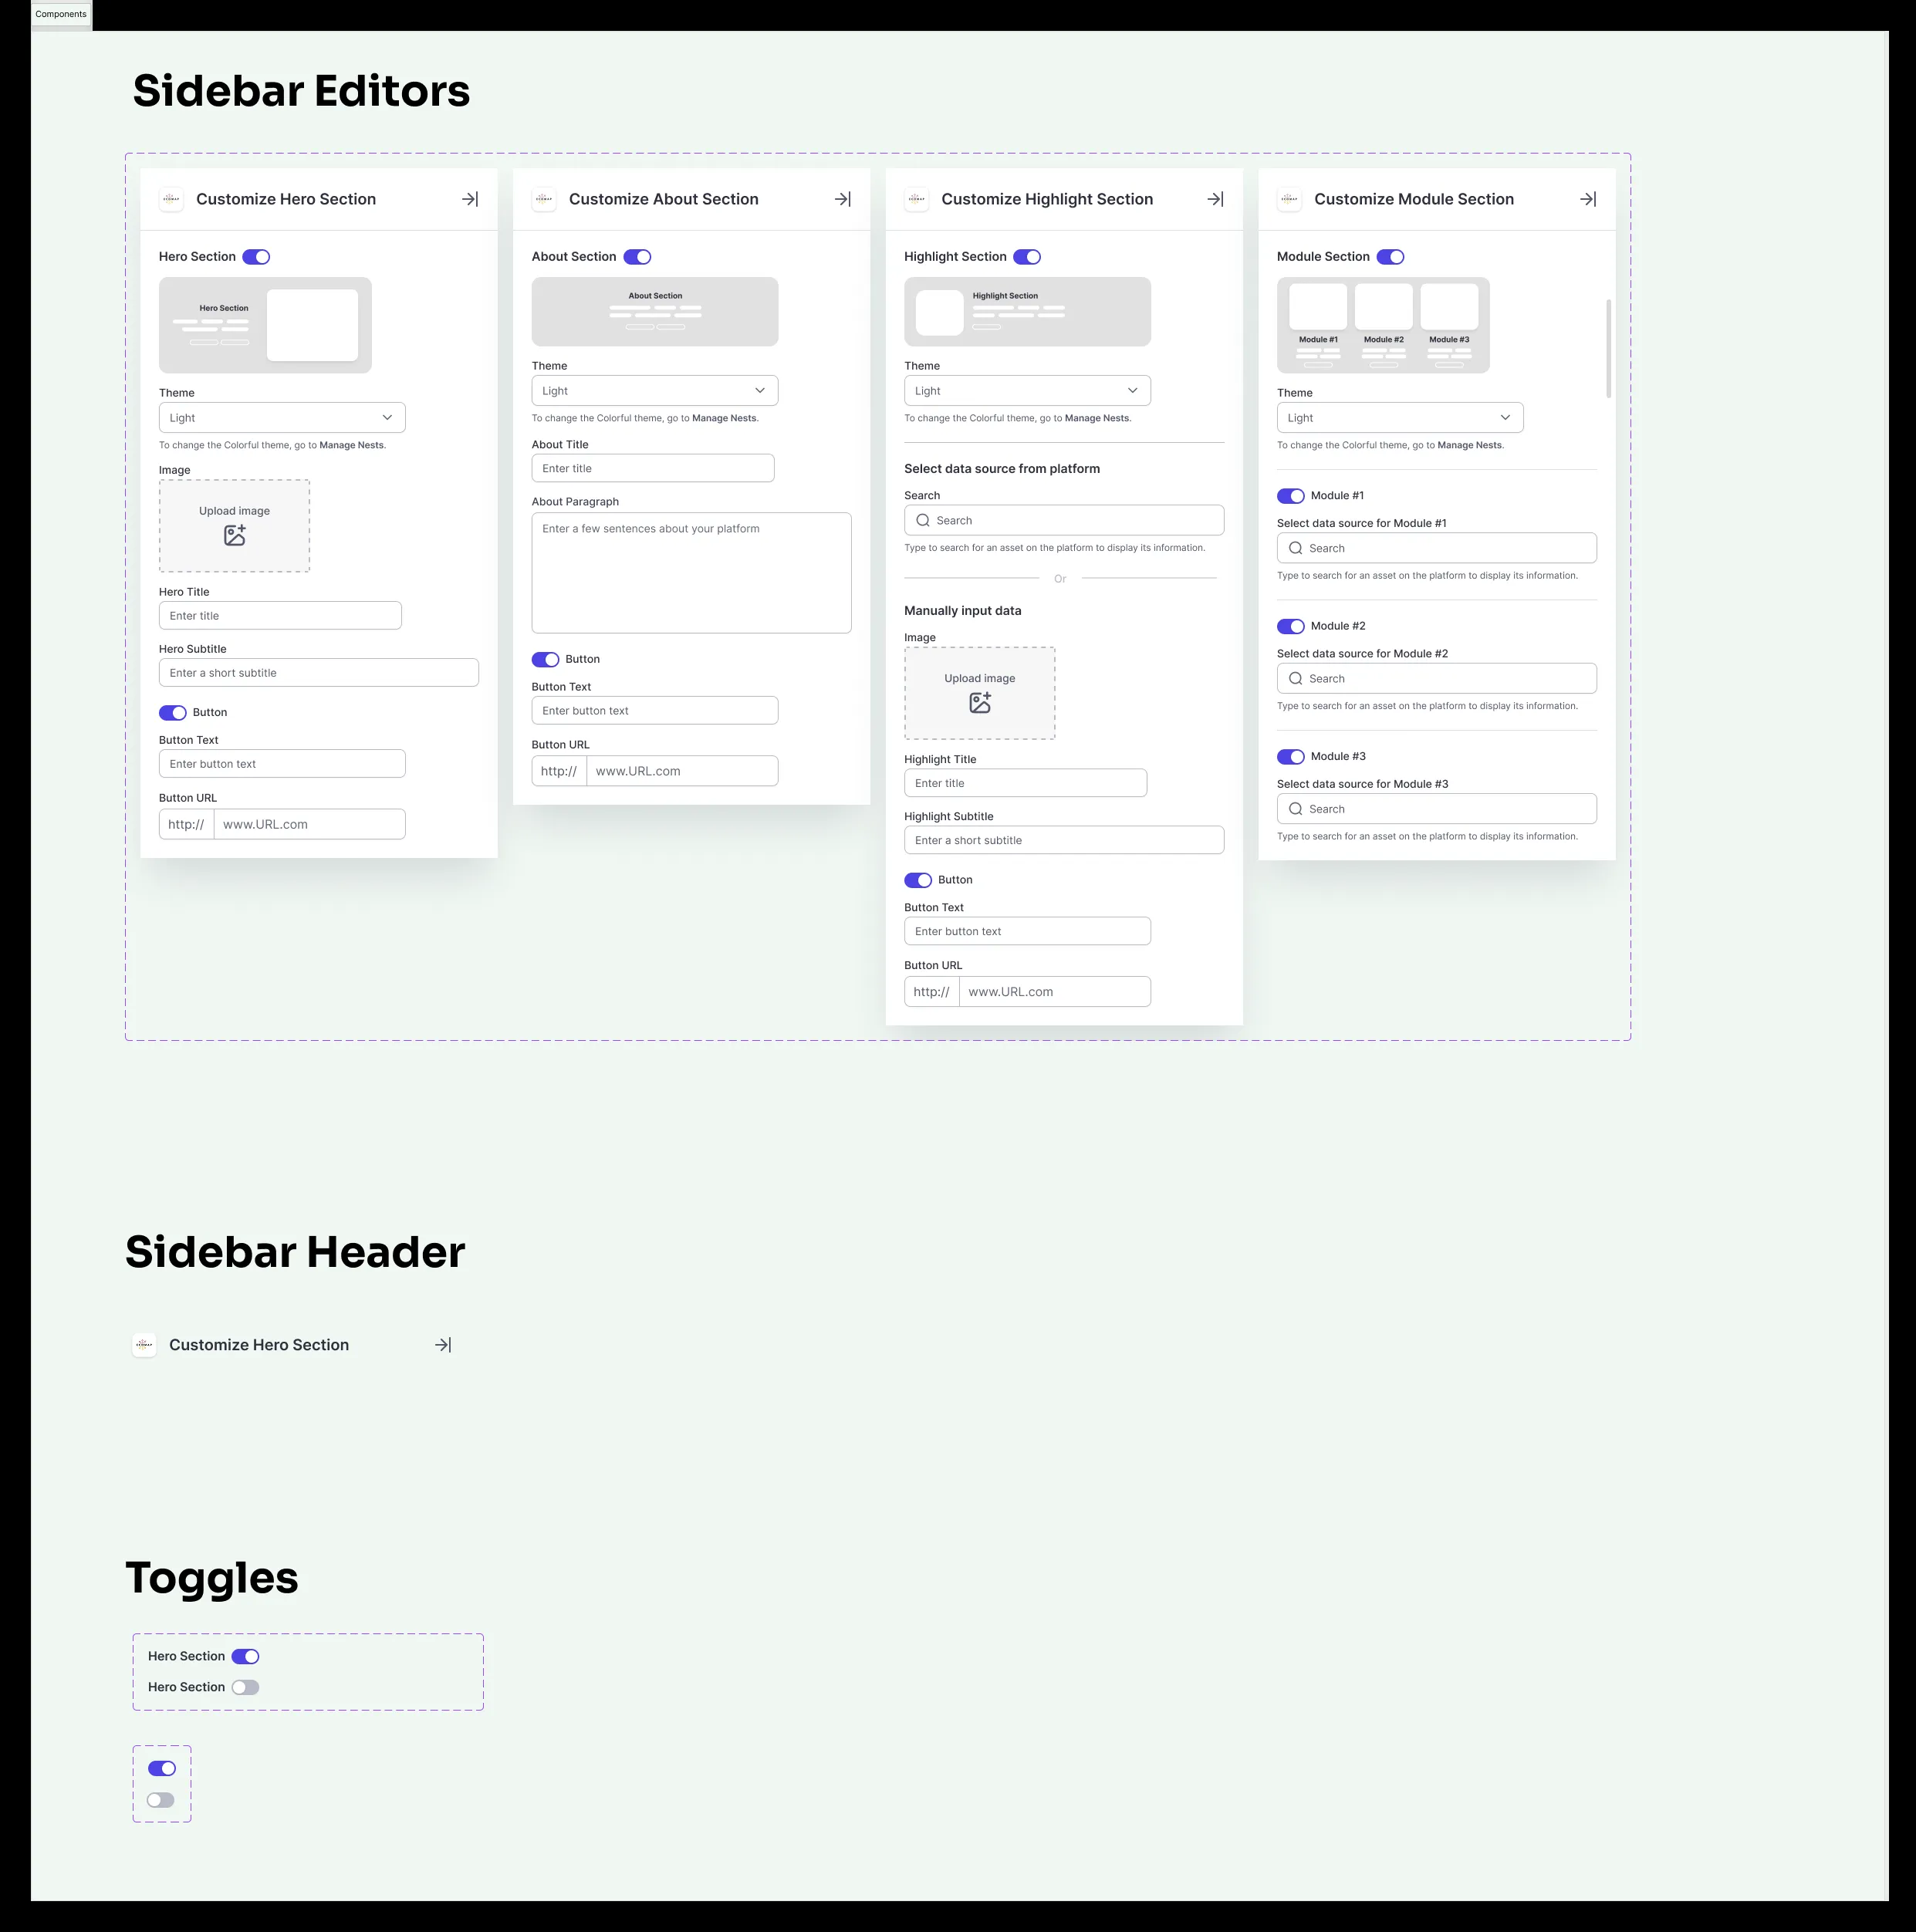 Components
Sidebar Editors
Customize Hero Section
Hero Section
Hero Section
Theme
Light
To change the Colorful theme, go to Manage Nests.
Image
Upload image
Hero Title
Enter title
Hero Subtitle
Enter a short subtitle
Button
Button Text
Enter button text
Button URL
http:// www.URL.com
Customize About Section
About Section
About Section
Theme
Light
To change the Colorful theme, go to Manage Nests.
About Title
Enter title
About Paragraph
Enter a few sentences about your platform
Button
Button Text
Enter button text
Button URL
http:// www.URL.com
Customize Highlight Section
Highlight Section
Highlight Section
Theme
Light
To change the Colorful theme, go to Manage Nests.
Select data source from platform
Search
Search
Type to search for an asset on the platform to display its information.
Or
Manually input data
Image
Upload image
Highlight Title
Enter title
Highlight Subtitle
Enter a short subtitle
Button
Button Text
Enter button text
Button URL
http:// www.URL.com
Customize Module Section
Module Section
Module #1 Module #2 Module #3
Theme
Light
To change the Colorful theme, go to Manage Nests.
Module #1
Select data source for Module #1
Search
Type to search for an asset on the platform to display its information.
Module #2
Select data source for Module #2
Search
Type to search for an asset on the platform to display its information.
Module #3
Select data source for Module #3
Search
Type to search for an asset on the platform to display its information.
Sidebar Header
Customize Hero Section
Toggles
Hero Section
Hero Section